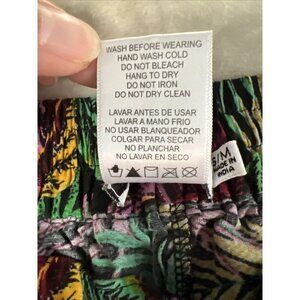 WASH BEFORE WEARING
HAND WASH COLD
DO NOT BLEACH
HANG TO DRY
DO NOT IRON
DO NOT DRY CLEAN
LAVAR ANTES DE USAR
LAVAR A MANO FRIO
NO USAR BLANQUEADOR
COLGAR PARA SECAR
NO PLANCHAR
NO LAVAR EN SECO
S/M
MADE IN
INDIA